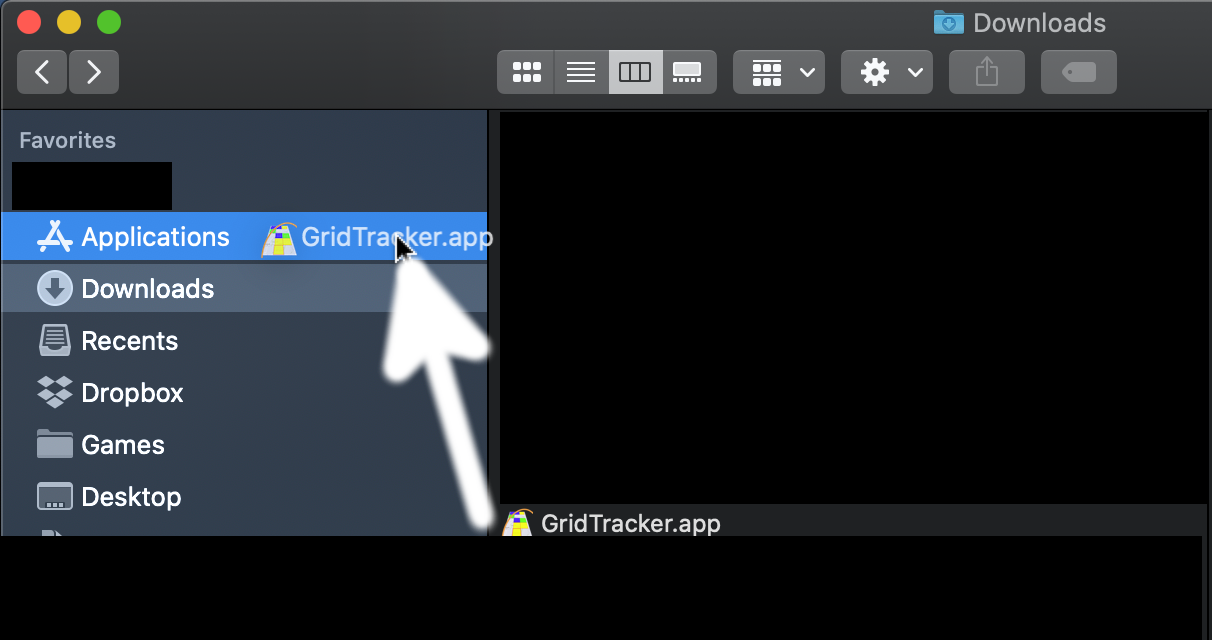 Downloads
Favorites
Applications GridTracker.app
Downloads
Recents
Dropbox
Games
Desktop
GridTracker.app